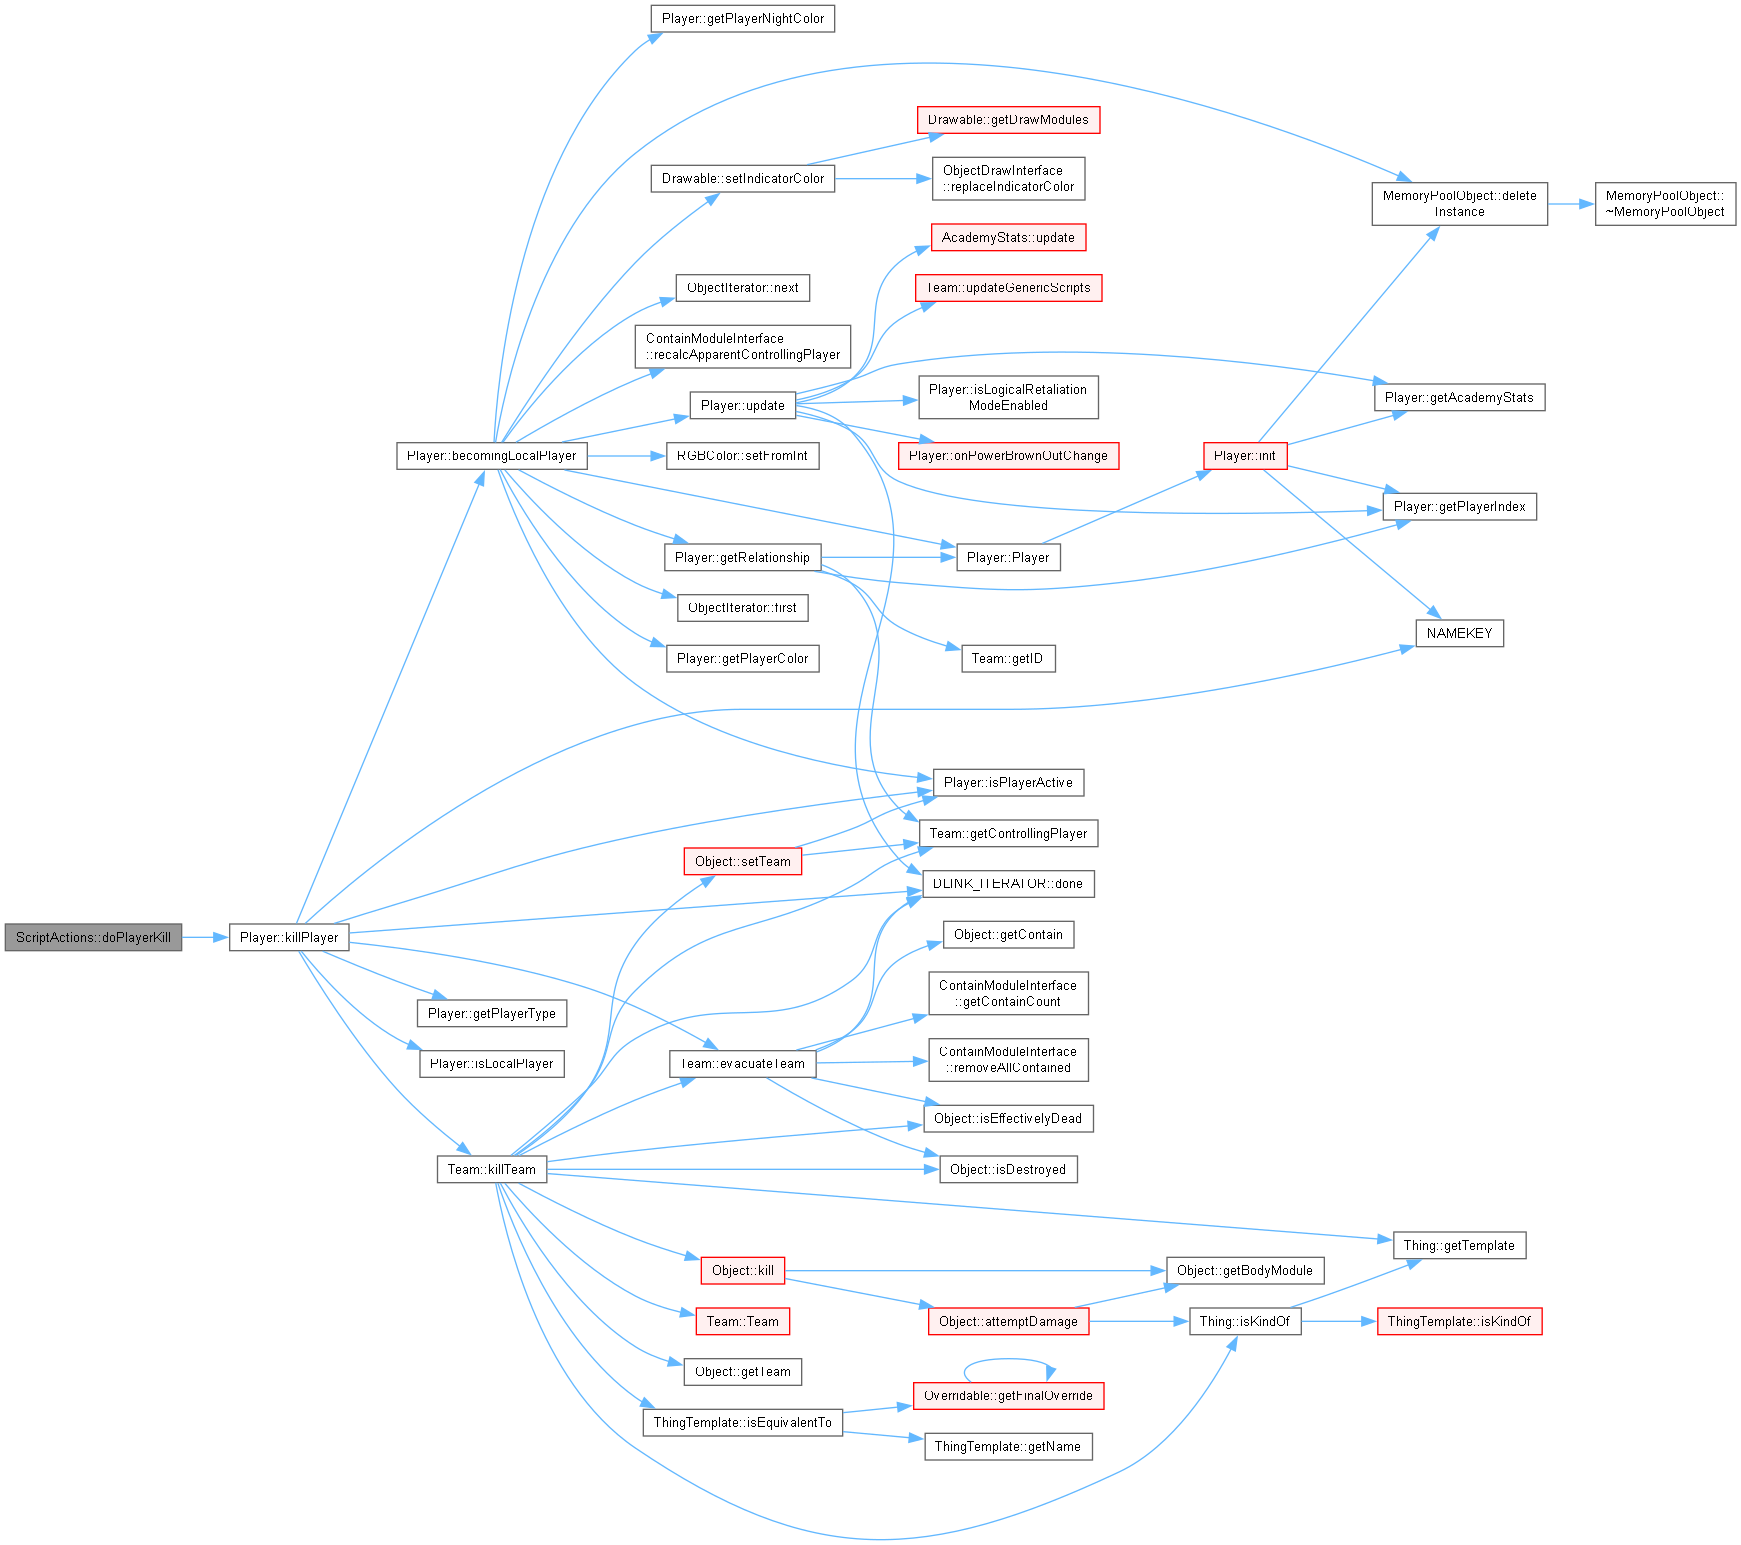 Player::getPlayerNightColor
Drawable::getDrawModules
Drawable::setIndicatorColor
ObjectDrawInterface
::replaceIndicatorColor
MemoryPoolObject::delete
Instance
MemoryPoolObject::
~MemoryPoolObject
AcademyStats::update
ObjectIterator::next
Team::updateGenericScripts
ContainModuleInterface
::recalcApparentControllingPlayer
Player::update
Player::isLogicalRetaliation
ModeEnabled
Player::getAcademyStats
Player::becomingLocalPlayer
RGBColor::setFromInt
Player::onPowerBrownOutChange
Player::init
Player::getPlayerIndex
Player::getRelationship
Player::Player
ObjectIterator::first
NAMEKEY
Player::getPlayerColor
Team::getID
Player::isPlayerActive
Team::getControllingPlayer
Object::setTeam
DLINK_ITERATOR::done
ScriptActions::doPlayerKill
Player::killPlayer
Object::getContain
Player::getPlayerType
ContainModuleInterface
::getContainCount
Player::isLocalPlayer
Team::evacuateTeam
ContainModuleInterface
::removeAllContained
Object::isEffectivelyDead
Team::killTeam
Object::isDestroyed
Thing::getTemplate
Object::kill
Object::getBodyModule
Team::Team
Object::attemptDamage
Thing::isKindOf
ThingTemplate::isKindOf
Object::getTeam
Overridable::getFinalOverride
ThingTemplate::isEquivalentTo
ThingTemplate::getName